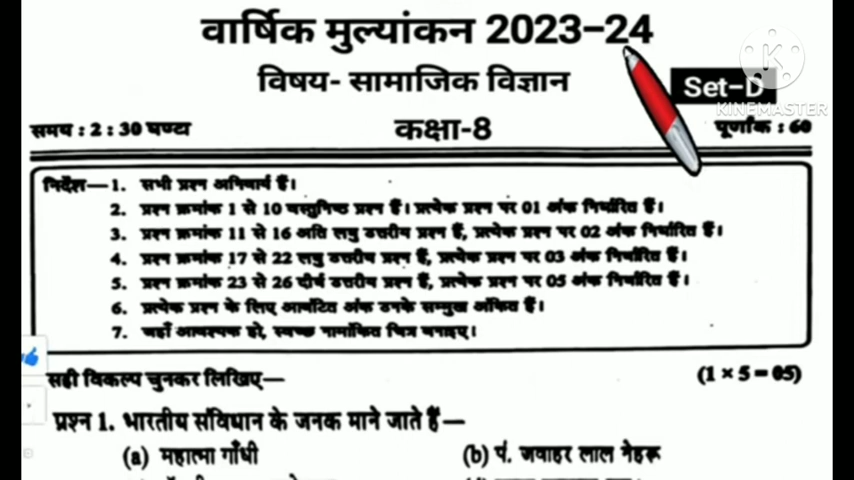 वार्षिक मुल्यांकन 2023-24
विषय- सामाजिक विज्ञान
Set-D
KINEMASTER
समय : 2 : 30 घण्टा
कक्षा-8
पूर्णांक : 60
निर्देश— 1. सभी प्रश्न अनिवार्य हैं।
2. प्रश्न क्रमांक 1 से 10 वस्तुनिष्ठ प्रश्न हैं। प्रत्येक प्रश्न पर 01 अंक निर्धारित है।
3. प्रश्न क्रमांक 11 से 16 अति लघु उत्तरीय प्रश्न हैं, प्रत्येक प्रश्न पर 02 अंक निर्धारित है।
4. प्रश्न क्रमांक 17 से 22 लघु उत्तरीय प्रश्न हैं, प्रत्येक प्रश्न पर 03 अंक निर्धारित है।
5. प्रश्न क्रमांक 23 से 26 दीर्घ उत्तरीय प्रश्न हैं, प्रत्येक प्रश्न पर 05 अंक निर्धारित है।
6. प्रत्येक प्रश्न के लिए आबंटित अंक उनके सम्मुख अंकित हैं।
7. जहाँ आवश्यक हो, स्वच्छ नामांकित चित्र बनाइए।
सही विकल्प चुनकर लिखिए— (1 × 5 = 05)
प्रश्न 1. भारतीय संविधान के जनक माने जाते हैं—
(a) महात्मा गाँधी (b) पं. जवाहर लाल नेहरू